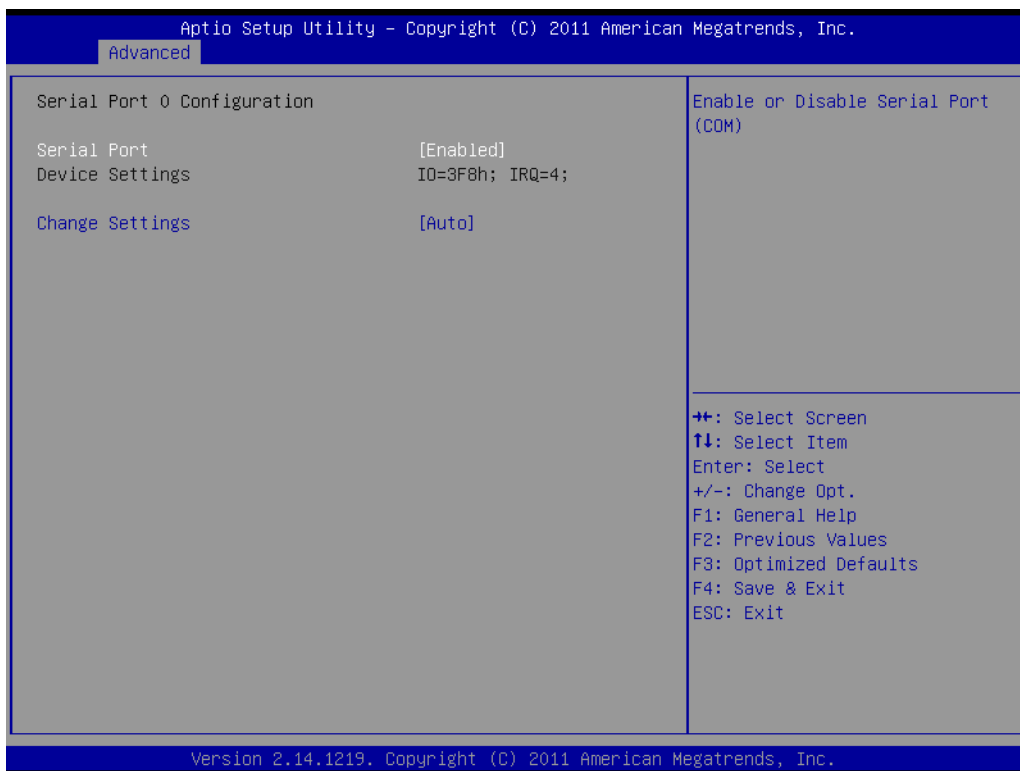 Aptio Setup Utility – Copyright (C) 2011 American Megatrends, Inc.
Advanced
Serial Port 0 Configuration
Serial Port [Enabled]
Device Settings IO=3F8h; IRQ=4;
Change Settings [Auto]
Enable or Disable Serial Port
(COM)
→←: Select Screen
↑↓: Select Item
Enter: Select
+/-: Change Opt.
F1: General Help
F2: Previous Values
F3: Optimized Defaults
F4: Save & Exit
ESC: Exit
Version 2.14.1219. Copyright (C) 2011 American Megatrends, Inc.